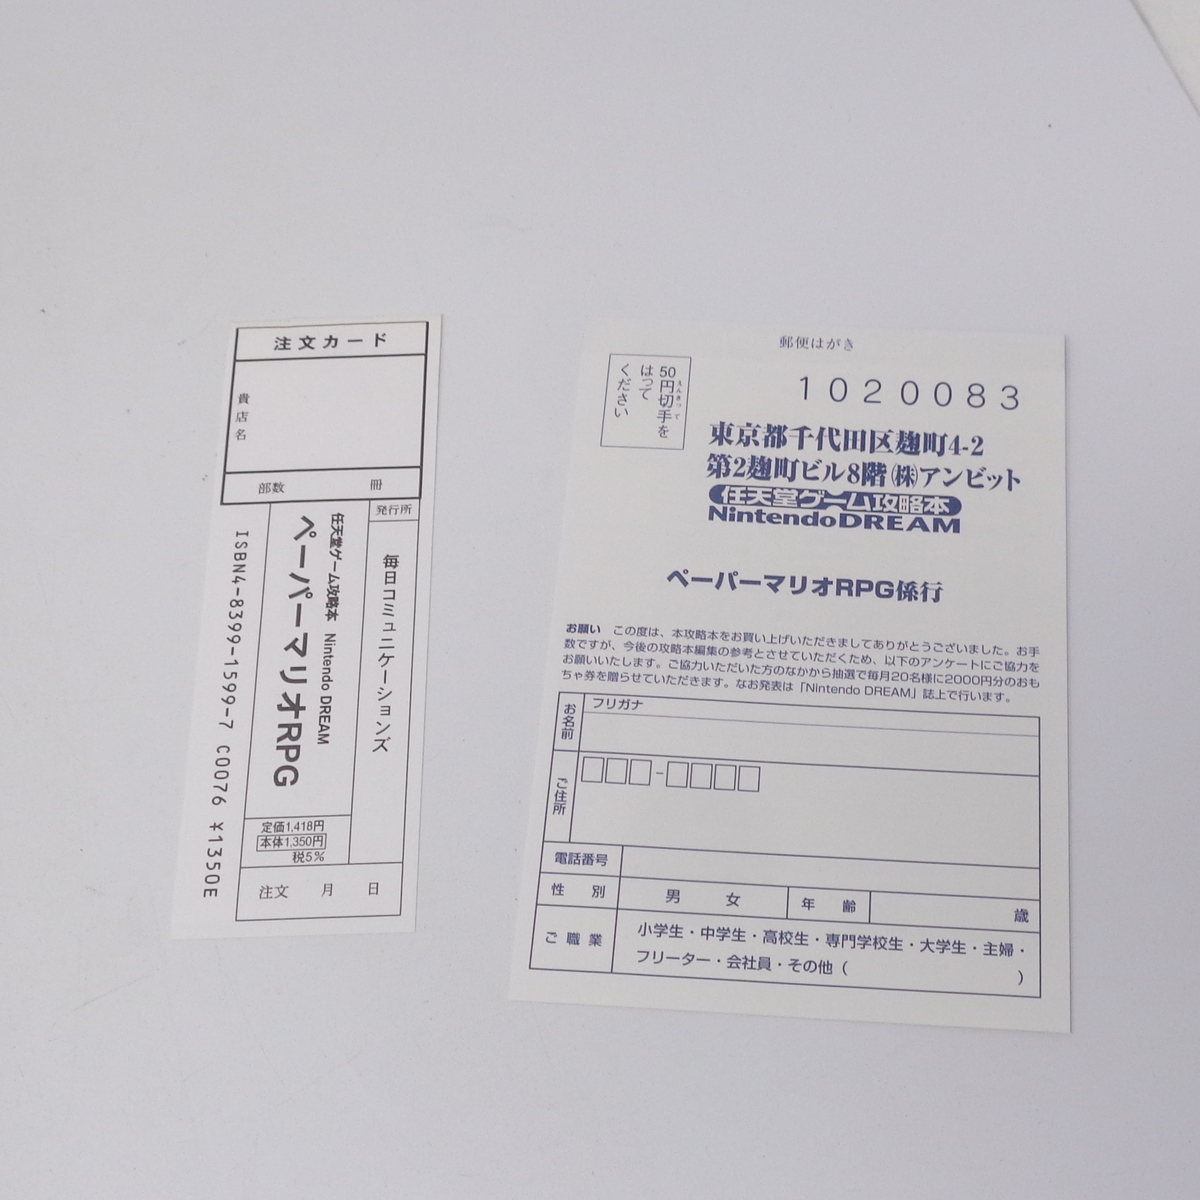 注文カード
貴店名
部数 冊
発行所
毎日コミュニケーションズ
任天堂ゲーム攻略本 Nintendo DREAM
ペーパーマリオRPG
定価1,418円
本体1,350円
税5%
注文 月 日
ISBN4-8399-1599-7 C0076 ¥1350E
郵便はがき
50円切手を
えんきって
はって
ください
1020083
東京都千代田区麹町4-2
第2麹町ビル8階㈱アンビット
任天堂ゲーム攻略本
NintendoDREAM
ペーパーマリオRPG係行
お願い この度は、本攻略本をお買い上げいただきましてありがとうございました。お手
数ですが、今後の攻略本編集の参考とさせていただくため、以下のアンケートにご協力を
お願いいたします。ご協力いただいた方のなかから抽選で毎月20名様に2000円分のおも
ちゃ券を贈らせていただきます。なお発表は「Nintendo DREAM」誌上で行います。
お名前
フリガナ
ご住所
電話番号
性別 男 女 年齢 歳
ご職業
小学生・中学生・高校生・専門学校生・大学生・主婦・
フリーター・会社員・その他( )